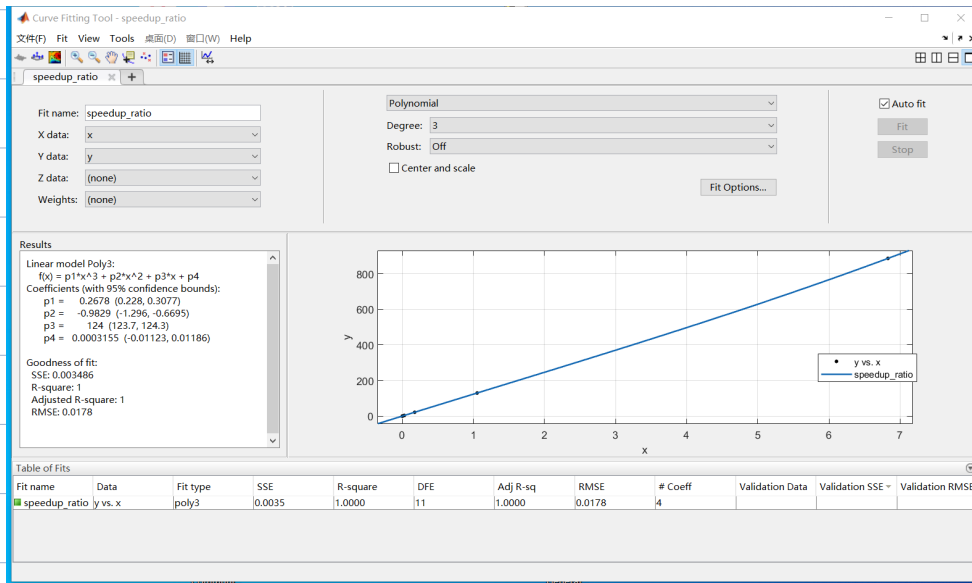 Curve Fitting Tool - speedup_ratio
文件(F) Fit View Tools 桌面(D) 窗口(W) Help
speedup_ratio
Fit name: speedup_ratio
X data: x
Y data: y
Z data: (none)
Weights: (none)
Polynomial
Degree: 3
Robust: Off
Center and scale
Fit Options...
Auto fit
Fit
Stop
Results
Linear model Poly3:
f(x) = p1*x^3 + p2*x^2 + p3*x + p4
Coefficients (with 95% confidence bounds):
p1 = 0.2678 (0.228, 0.3077)
p2 = -0.9829 (-1.296, -0.6695)
p3 = 124 (123.7, 124.3)
p4 = 0.0003155 (-0.01123, 0.01186)
Goodness of fit:
SSE: 0.003486
R-square: 1
Adjusted R-square: 1
RMSE: 0.0178
800
600
400
200
0
y
0 1 2 3 4 5 6 7
x
y vs. x
speedup_ratio
Table of Fits
Fit name Data Fit type SSE R-square DFE Adj R-sq RMSE # Coeff Validation Data Validation SSE Validation RMSE
speedup_ratio y vs. x poly3 0.0035 1.0000 11 1.0000 0.0178 4